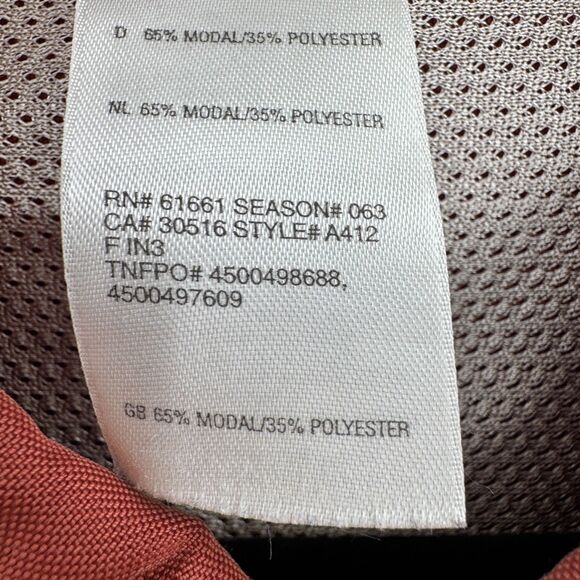 D 65% MODAL/35% POLYESTER
NL 65% MODAL/35% POLYESTER
RN# 61661 SEASON# 063
CA# 30516 STYLE# A412
F IN3
TNFPO# 4500498688,
4500497609
GB 65% MODAL/35% POLYESTER